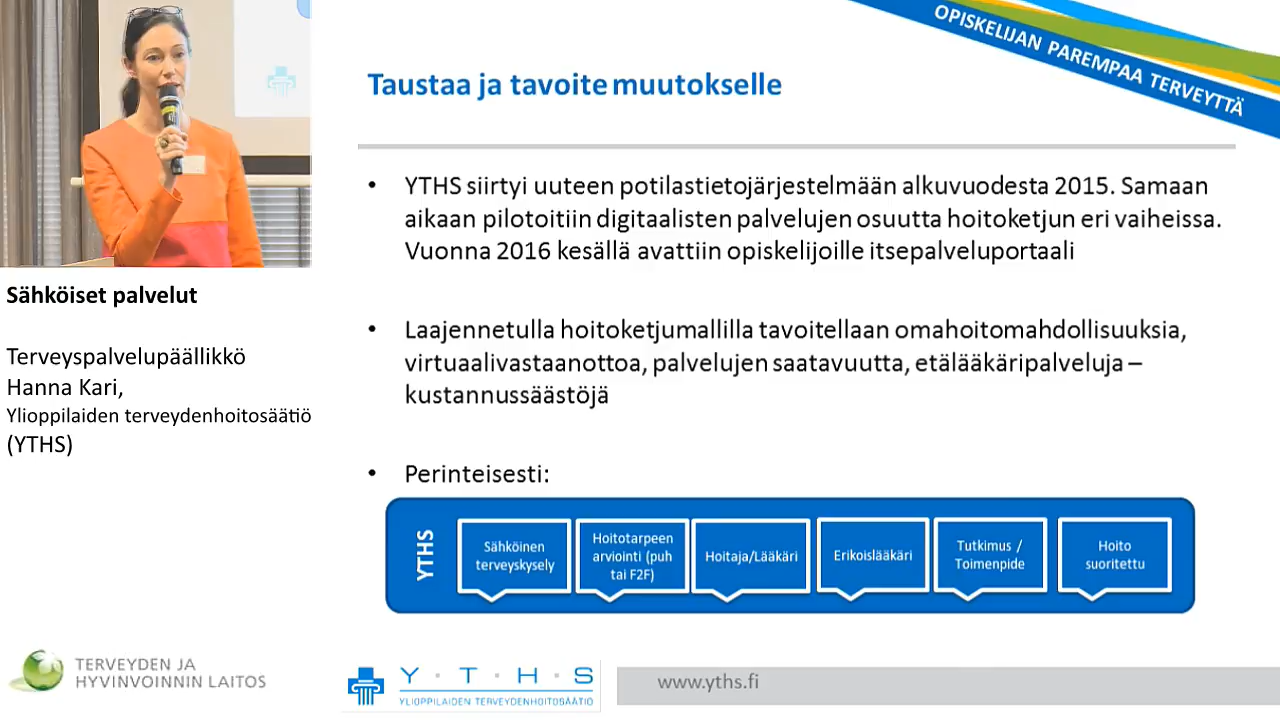 OPISKELIJAN PAREMPAA TERVEYTTÄ
Taustaa ja tavoite muutokselle
• YTHS siirtyi uuteen potilastietojärjestelmään alkuvuodesta 2015. Samaan
aikaan pilotoitiin digitaalisten palvelujen osuutta hoitoketjun eri vaiheissa.
Vuonna 2016 kesällä avattiin opiskelijoille itsepalveluportaali
• Laajennetulla hoitoketjumallilla tavoitellaan omahoitomahdollisuuksia,
virtuaalivastaanottoa, palvelujen saatavuutta, etälääkäripalveluja –
kustannussäästöjä
• Perinteisesti:
YTHS
Sähköinen
terveyskysely
Hoitotarpeen
arviointi (puh
tai F2F)
Hoitaja/Lääkäri
Erikoislääkäri
Tutkimus /
Toimenpide
Hoito
suoritettu
Sähköiset palvelut
Terveyspalvelupäällikkö
Hanna Kari,
Ylioppilaiden terveydenhoitosäätiö
(YTHS)
TERVEYDEN JA
HYVINVOINNIN LAITOS
Y · T · H · S
YLIOPPILAIDEN TERVEYDENHOITOSÄÄTIÖ
www.yths.fi